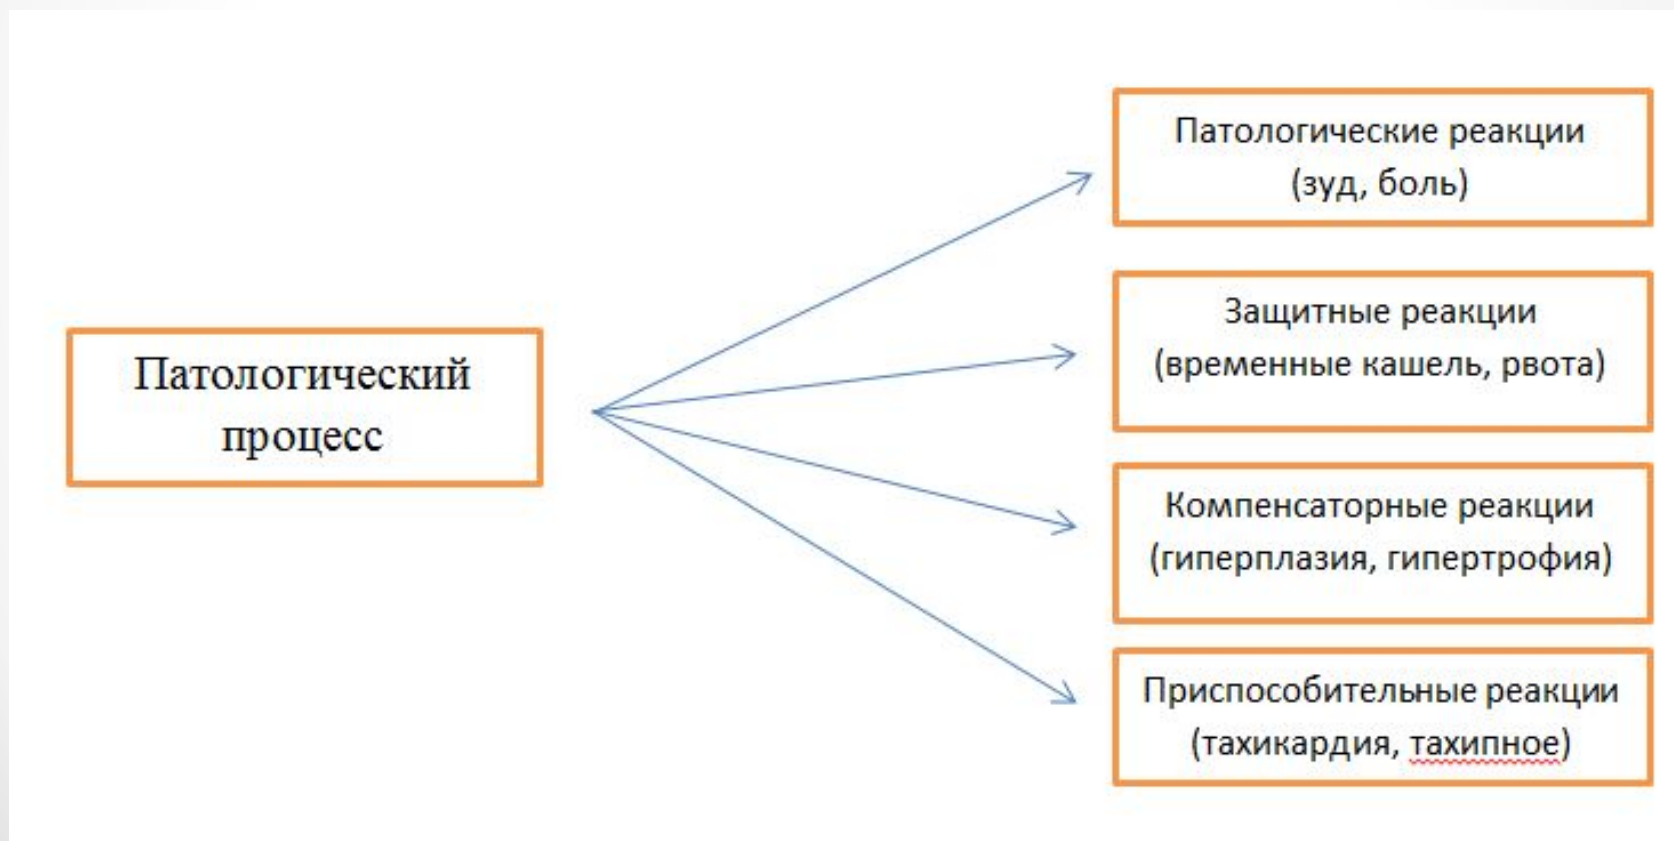 Патологический
процесс
Патологические реакции
(зуд, боль)
Защитные реакции
(временные кашель, рвота)
Компенсаторные реакции
(гиперплазия, гипертрофия)
Приспособительные реакции
(тахикардия, тахипное)